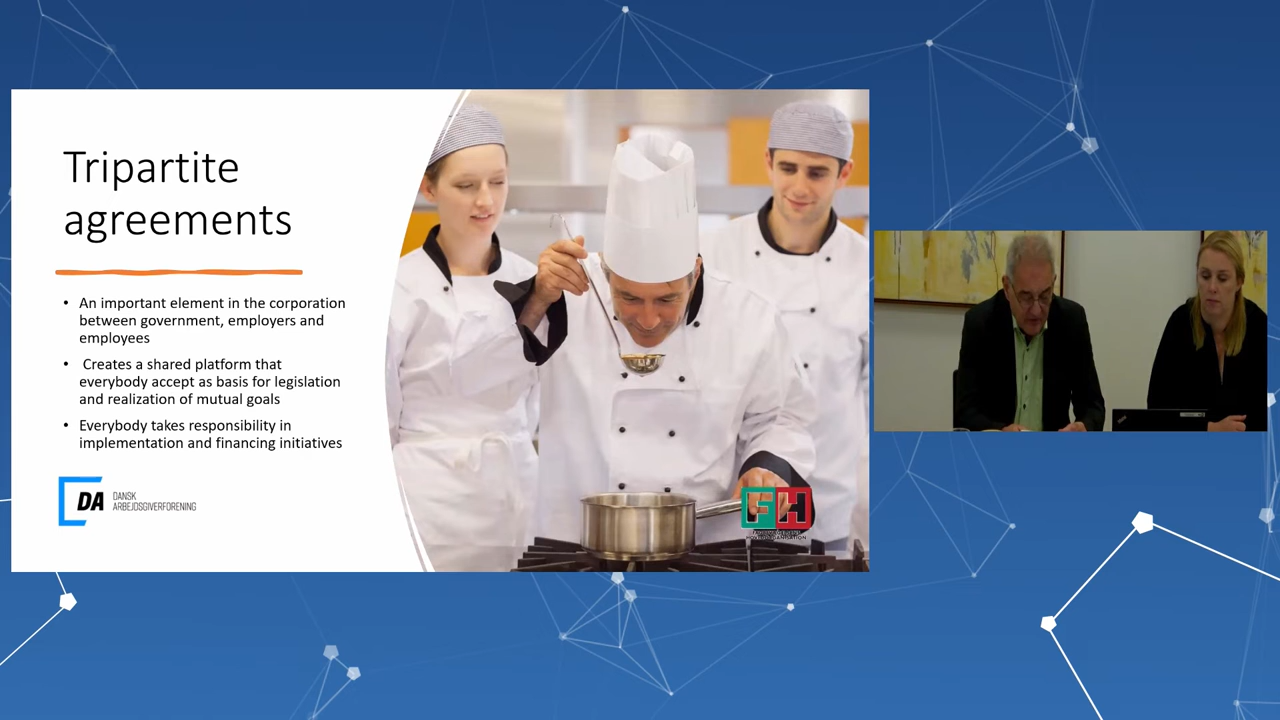 Tripartite
agreements
• An important element in the corporation
between government, employers and
employees
• Creates a shared platform that
everybody accept as basis for legislation
and realization of mutual goals
• Everybody takes responsibility in
implementation and financing initiatives
DA
DANSK
ARBEJDSGIVERFORENING
FH